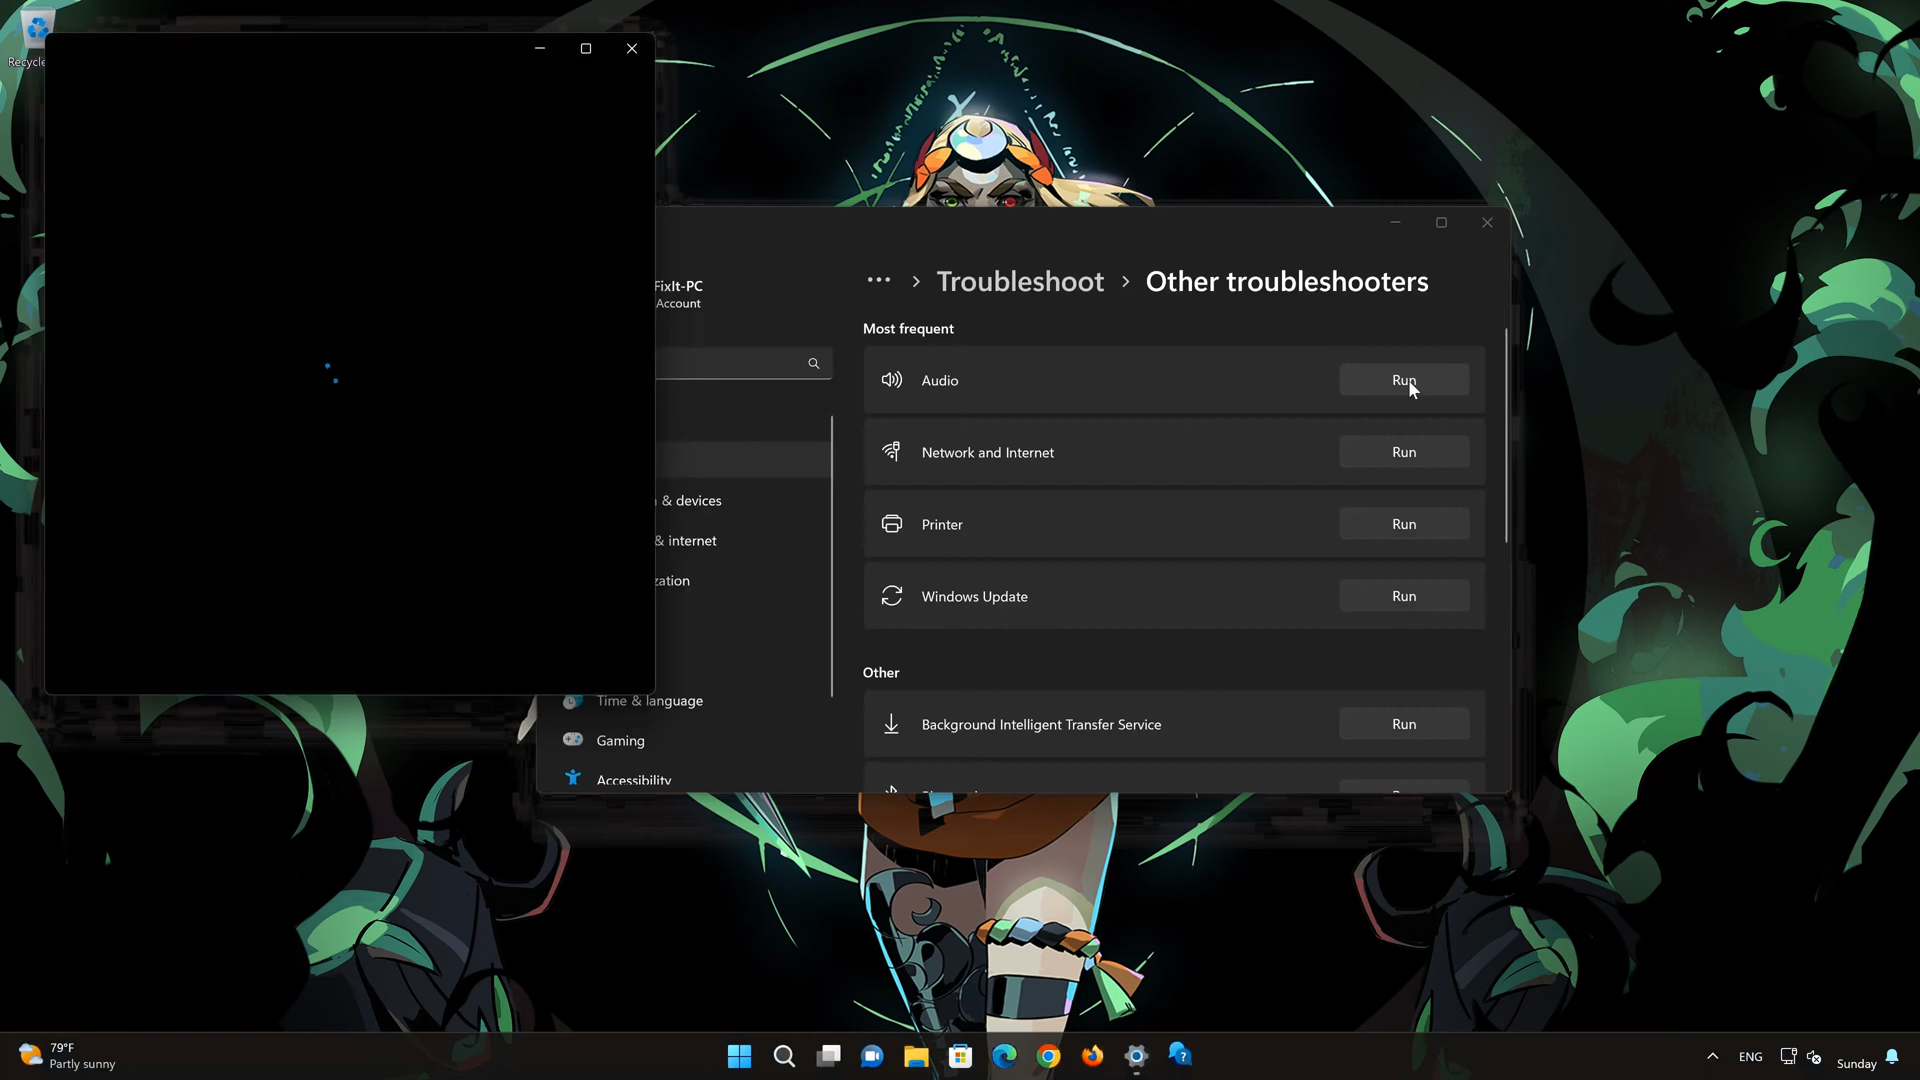 Recycle
FixIt-PC
Account
& devices
& internet
zation
Time & language
Gaming
Accessibility
Troubleshoot > Other troubleshooters
Most frequent
Audio
Run
Network and Internet
Run
Printer
Run
Windows Update
Run
Other
Background Intelligent Transfer Service
Run
79°F
Partly sunny
ENG
Sunday